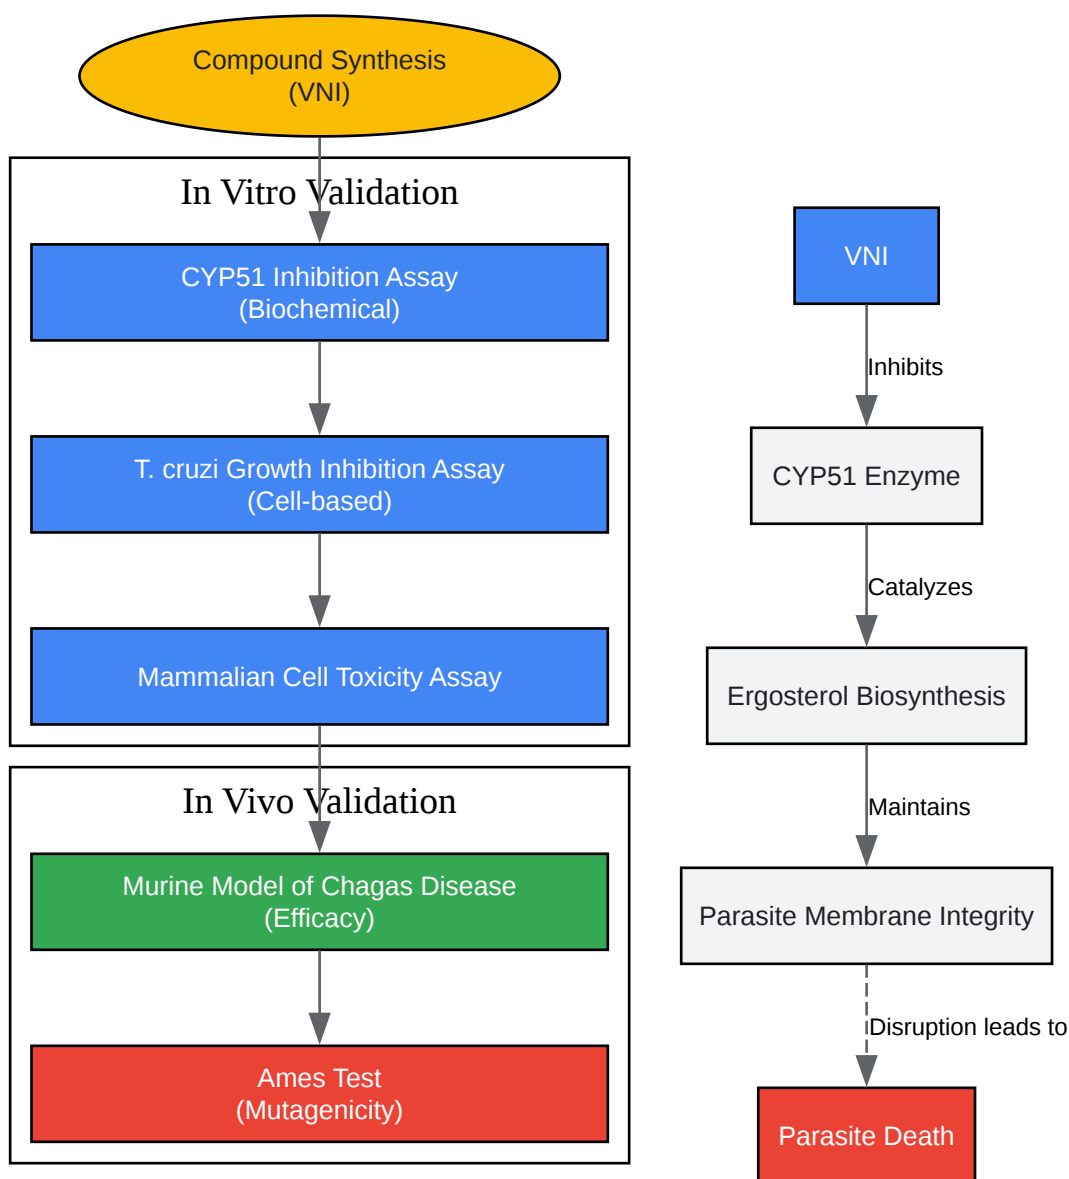 Compound Synthesis
(VNI)
In Vitro Validation
CYP51 Inhibition Assay
(Biochemical)
T. cruzi Growth Inhibition Assay
(Cell-based)
Mammalian Cell Toxicity Assay
In Vivo Validation
Murine Model of Chagas Disease
(Efficacy)
Ames Test
(Mutagenicity)
VNI
Inhibits
CYP51 Enzyme
Catalyzes
Ergosterol Biosynthesis
Maintains
Parasite Membrane Integrity
Disruption leads to
Parasite Death